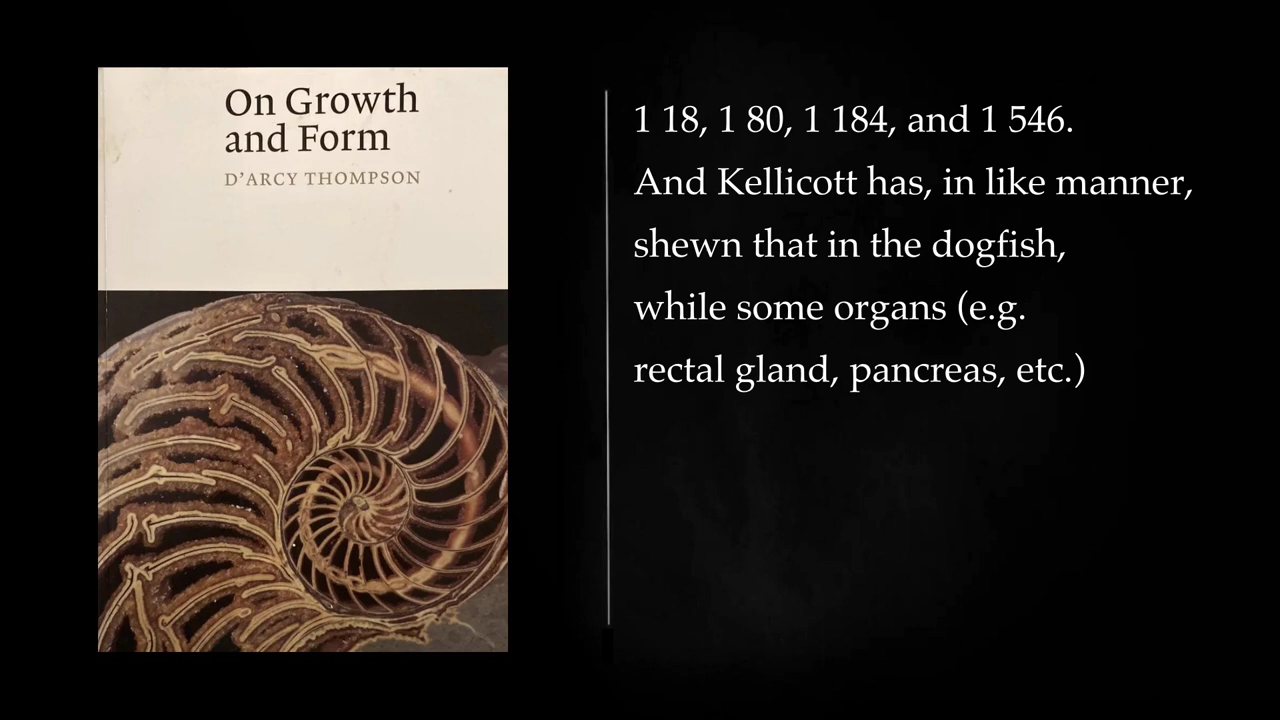 On Growth
and Form
D'ARCY THOMPSON
1 18, 1 80, 1 184, and 1 546.
And Kellicott has, in like manner,
shewn that in the dogfish,
while some organs (e.g.
rectal gland, pancreas, etc.)